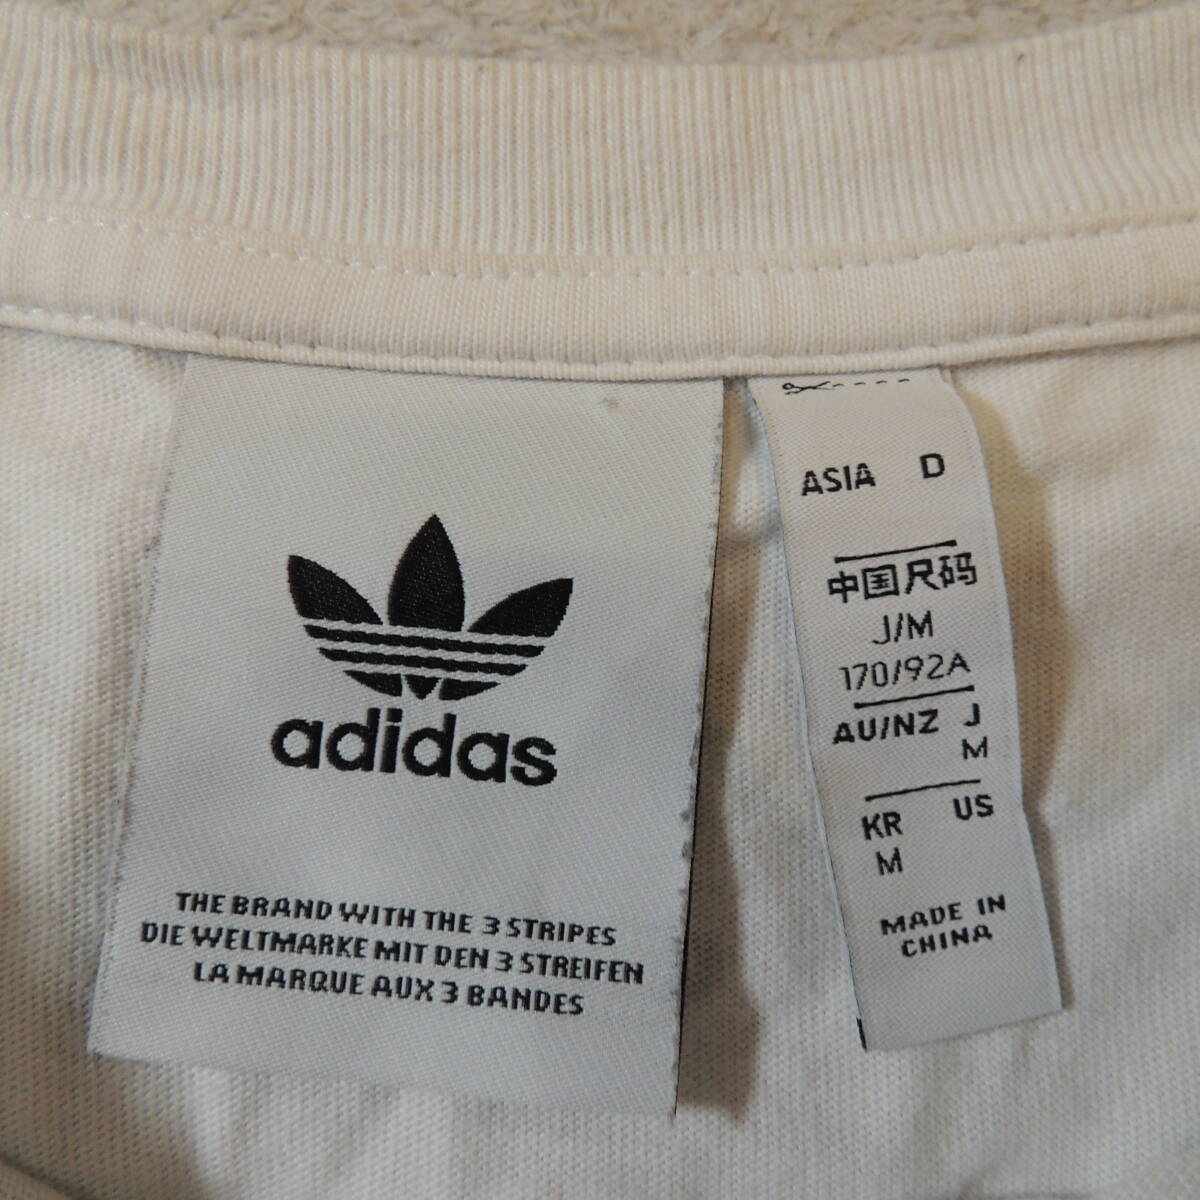 adidas
THE BRAND WITH THE 3 STRIPES
DIE WELTMARKE MIT DEN 3 STREIFEN
LA MARQUE AUX 3 BANDES
ASIA D
中国尺码
J/M
170/92A
AU/NZ J
M
KR US
M
MADE IN
CHINA